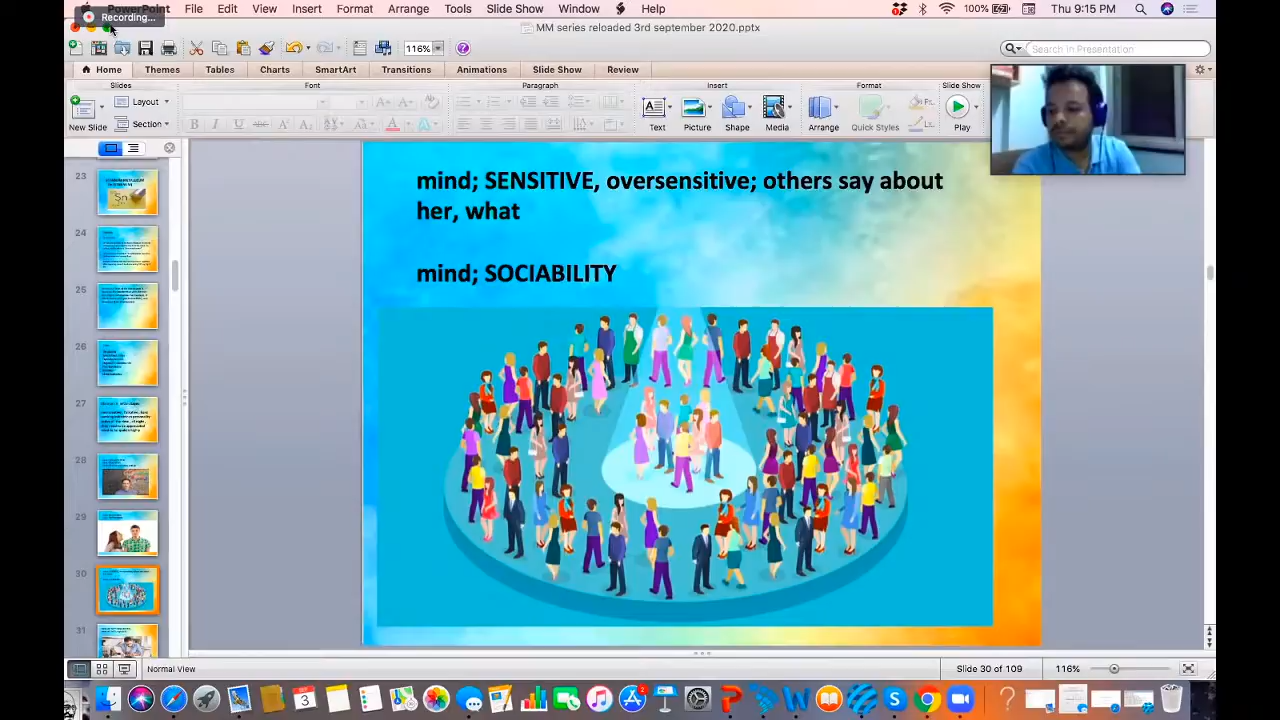 PowerPoint File Edit View Insert Format Arrange Tools Slide Show Window Help 100% Thu 9:15 PM
Recording...
MM series reloaded 3rd september 2020.pptx
116% Search in Presentation
Home Themes Tables Charts SmartArt Transitions Animations Slide Show Review
Slides Font Paragraph Insert Format Slide Show
Layout
Section
New Slide
Text Picture Shape Media Arrange Quick Styles Play
mind; SENSITIVE, oversensitive; others say about
her, what
mind; SOCIABILITY
23
24
25
26
27
28
29
30
31
Normal View Slide 30 of 109 116%